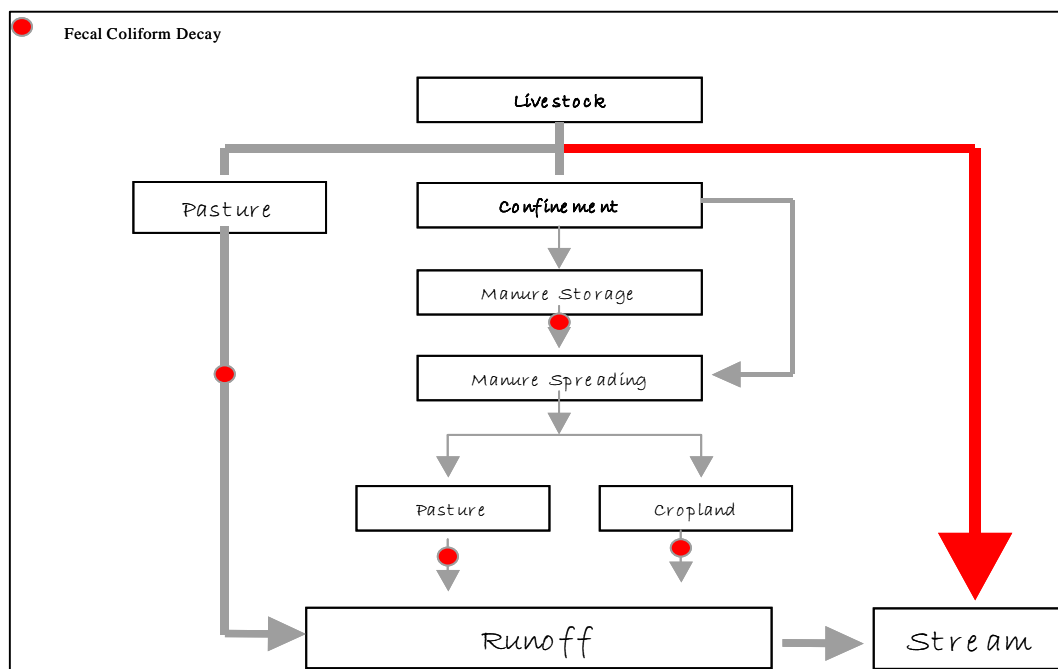 Fecal Coliform Decay
Livestock
Pasture
Confinement
Manure Storage
Manure Spreading
Pasture
Cropland
Runoff
Stream